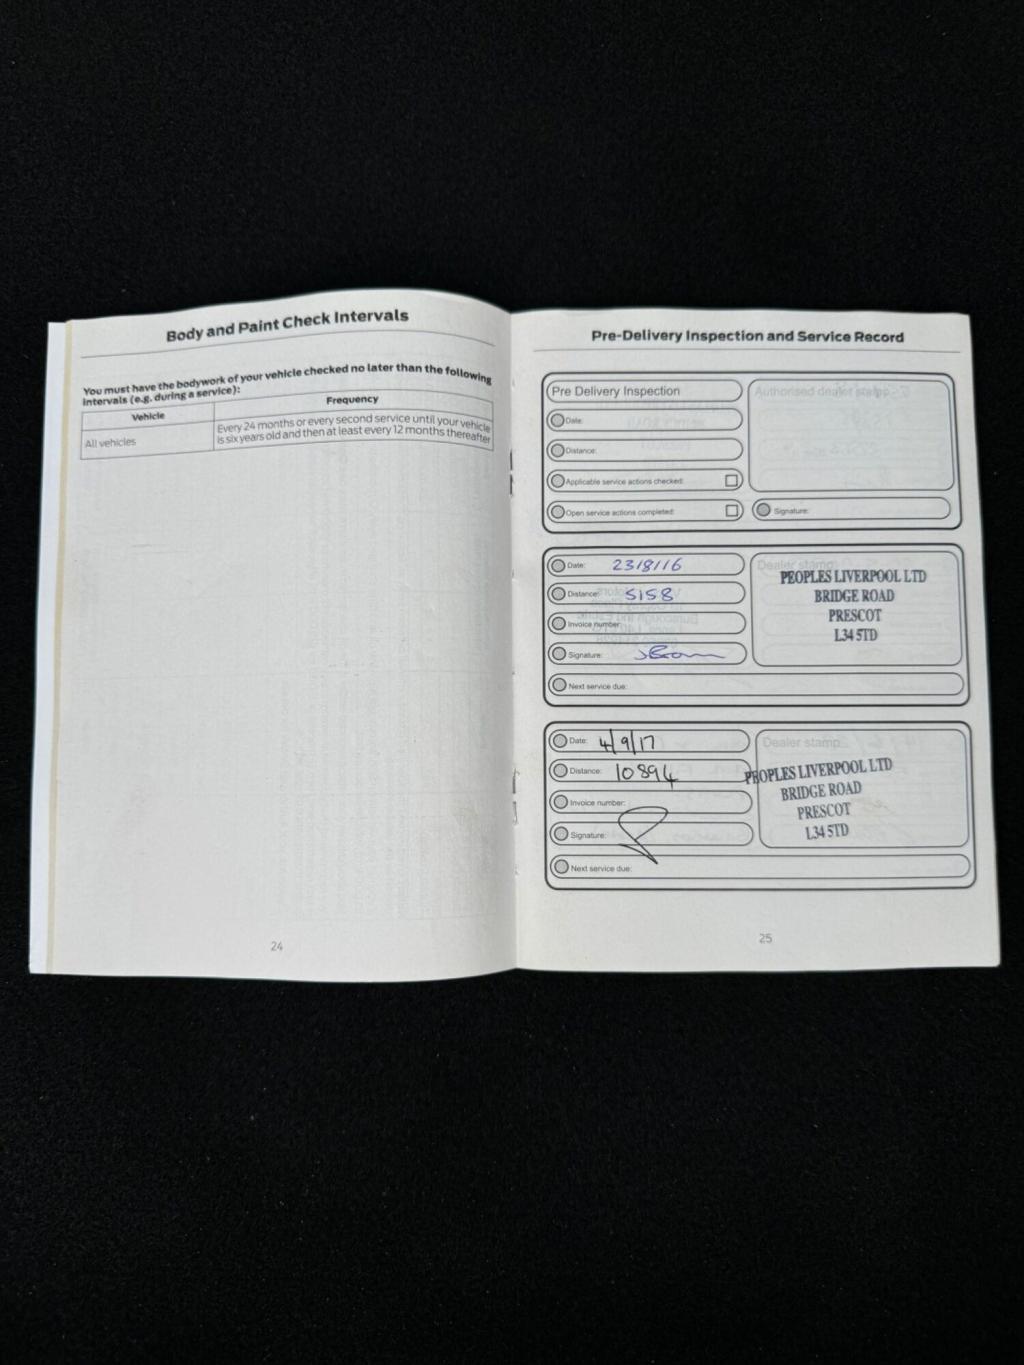 Body and Paint Check Intervals
You must have the bodywork of your vehicle checked no later than the following
intervals (e.g. during a service):
Vehicle
Frequency
All vehicles
Every 24 months or every second service until your vehicle
is six years old and then at least every 12 months thereafter
24
Pre-Delivery Inspection and Service Record
Pre Delivery Inspection
Authorised dealer stamp
Date:
Distance:
Applicable service actions checked:
Open service actions completed:
Signature:
Date: 23/8/16
Distance: 5158
Invoice number:
Signature:
Next service due:
Dealer stamp
PEOPLES LIVERPOOL LTD
BRIDGE ROAD
PRESCOT
L34 5TD
Date: 4/9/17
Distance: 10894
Invoice number:
Signature:
Next service due:
Dealer stamp
PEOPLES LIVERPOOL LTD
BRIDGE ROAD
PRESCOT
L34 5TD
25